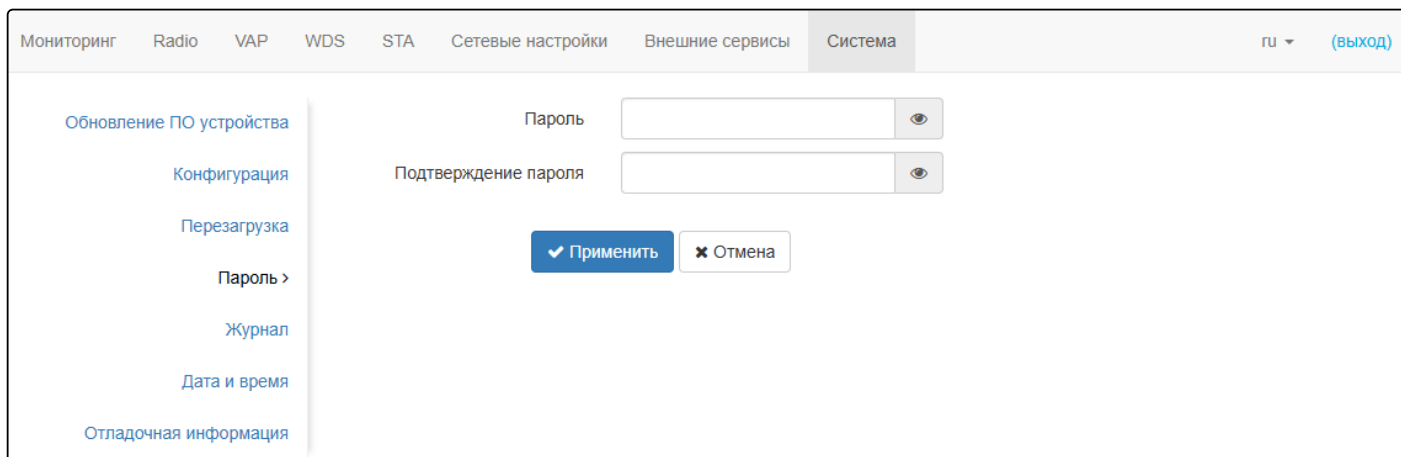 Мониторинг Radio VAP WDS STA Сетевые настройки Внешние сервисы Система ru (выход)
Обновление ПО устройства
Конфигурация
Перезагрузка
Пароль >
Журнал
Дата и время
Отладочная информация
Пароль
Подтверждение пароля
Применить Отмена